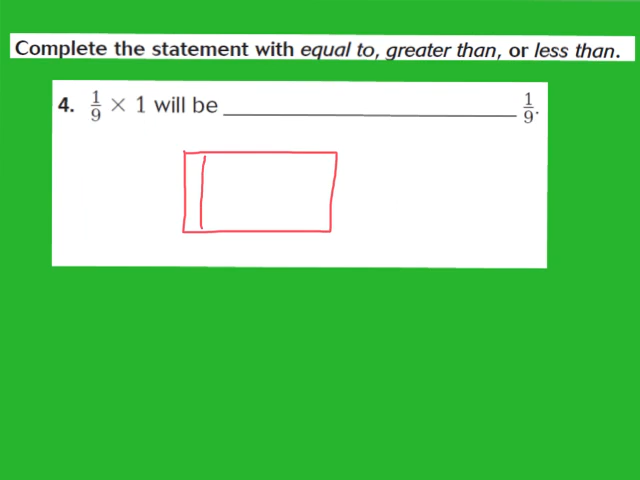 Complete the statement with equal to, greater than, or less than.
4. 1/9 × 1 will be ____________________ 1/9.